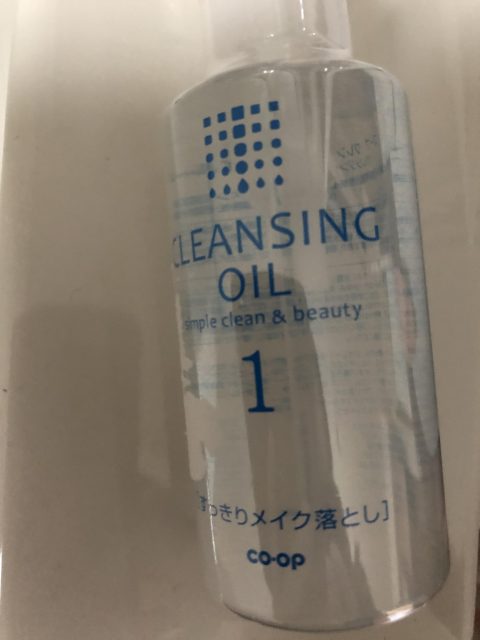 CLEANSING
OIL
simple clean & beauty
1
[すっきりメイク落とし]
co·op